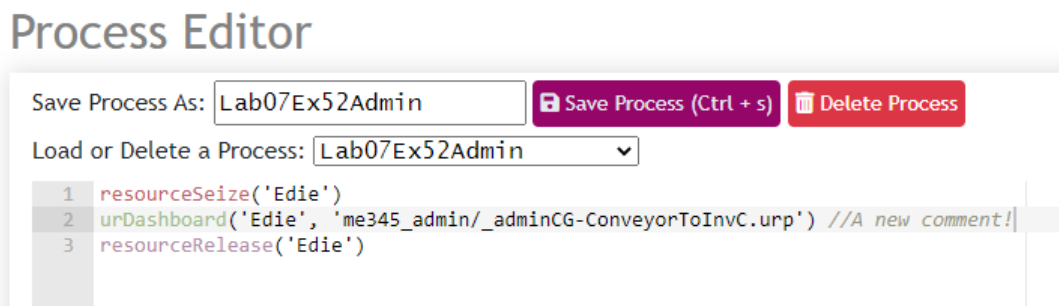 Process Editor
Save Process As: Lab07Ex52Admin Save Process (Ctrl + s) Delete Process
Load or Delete a Process: Lab07Ex52Admin
1 resourceSeize('Edie')
2 urDashboard('Edie', 'me345_admin/_adminCG-ConveyorToInvC.urp') //A new comment!
3 resourceRelease('Edie')